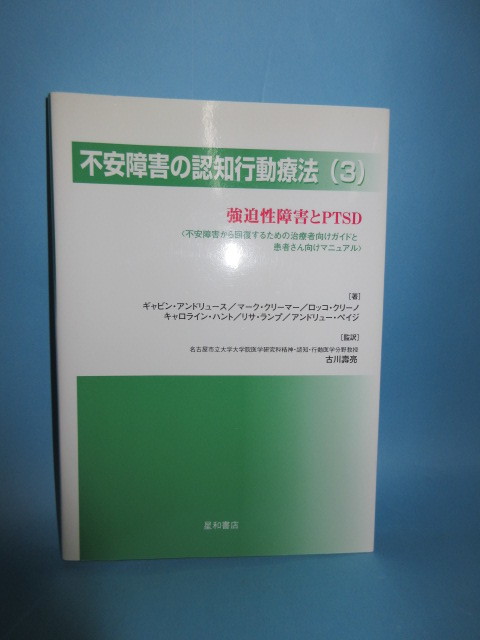 不安障害の認知行動療法（3）
強迫性障害とPTSD
〈不安障害から回復するための治療者向けガイドと
患者さん向けマニュアル〉
［著］
ギャビン・アンドリュース／マーク・クリーマー／ロッコ・クリーノ
キャロライン・ハント／リサ・ランプ／アンドリュー・ペイジ
［監訳］
名古屋市立大学大学院医学研究科精神・認知・行動医学分野教授
古川壽亮
星和書店